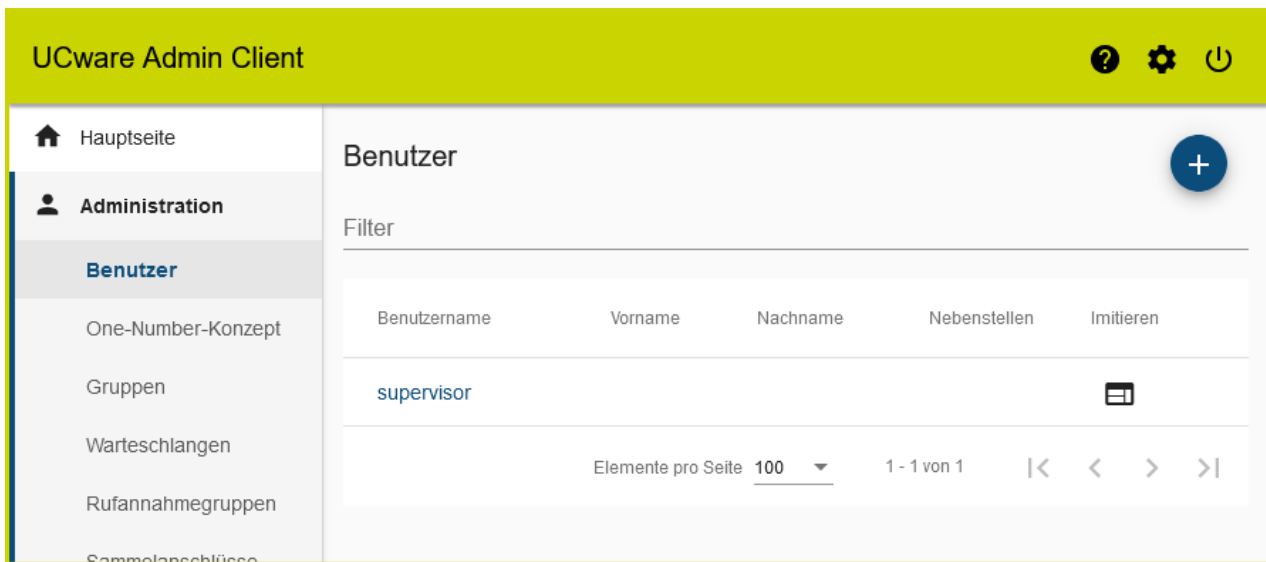 UCware Admin Client
Hauptseite
Administration
Benutzer
One-Number-Konzept
Gruppen
Warteschlangen
Rufannahmegruppen
Sammelanschlüsse
Benutzer
Filter
Benutzername Vorname Nachname Nebenstellen Imitieren
supervisor
Elemente pro Seite 100 1 - 1 von 1